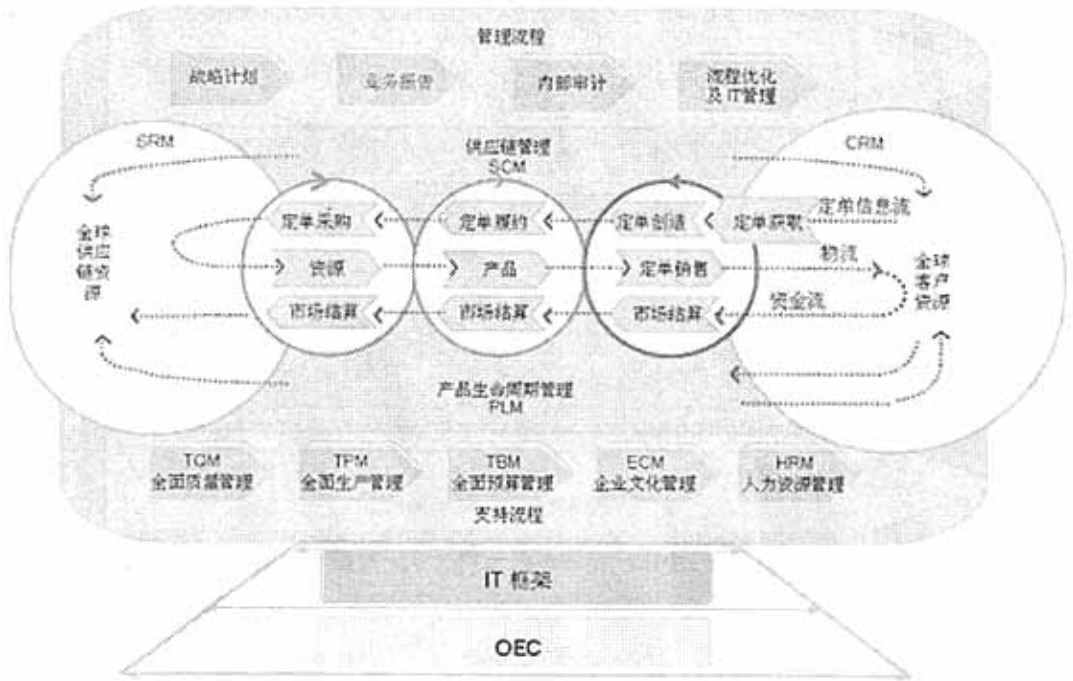 管理流程
战略计划
业务报告
内部审计
流程优化
及IT管理
SRM
供应链管理
SCM
CRM
定单采购
定单履约
定单创造
定单获取
定单信息流
全球
供应
链资
源
资源
产品
定单销售
物流
全球
客户
资源
市场结算
市场结算
市场结算
资金流
产品生命周期管理
PLM
TQM
全面质量管理
TPM
全面生产管理
TBM
全面预算管理
ECM
企业文化管理
HRM
人力资源管理
支持流程
IT 框架
OEC